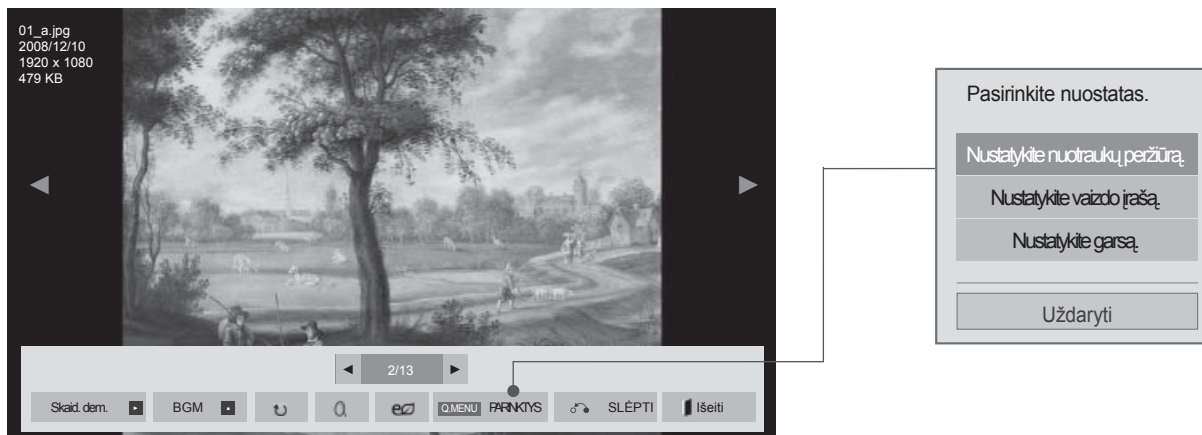 01_a.jpg
2008/12/10
1920 x 1080
479 KB
2/13
Skaid. dem. BGM Q.MENU PARINKTYS SLĖPTI Išeiti
Pasirinkite nuostatas.
Nustatykite nuotraukų peržiūrą.
Nustatykite vaizdo įrašą.
Nustatykite garsą.
Uždaryti